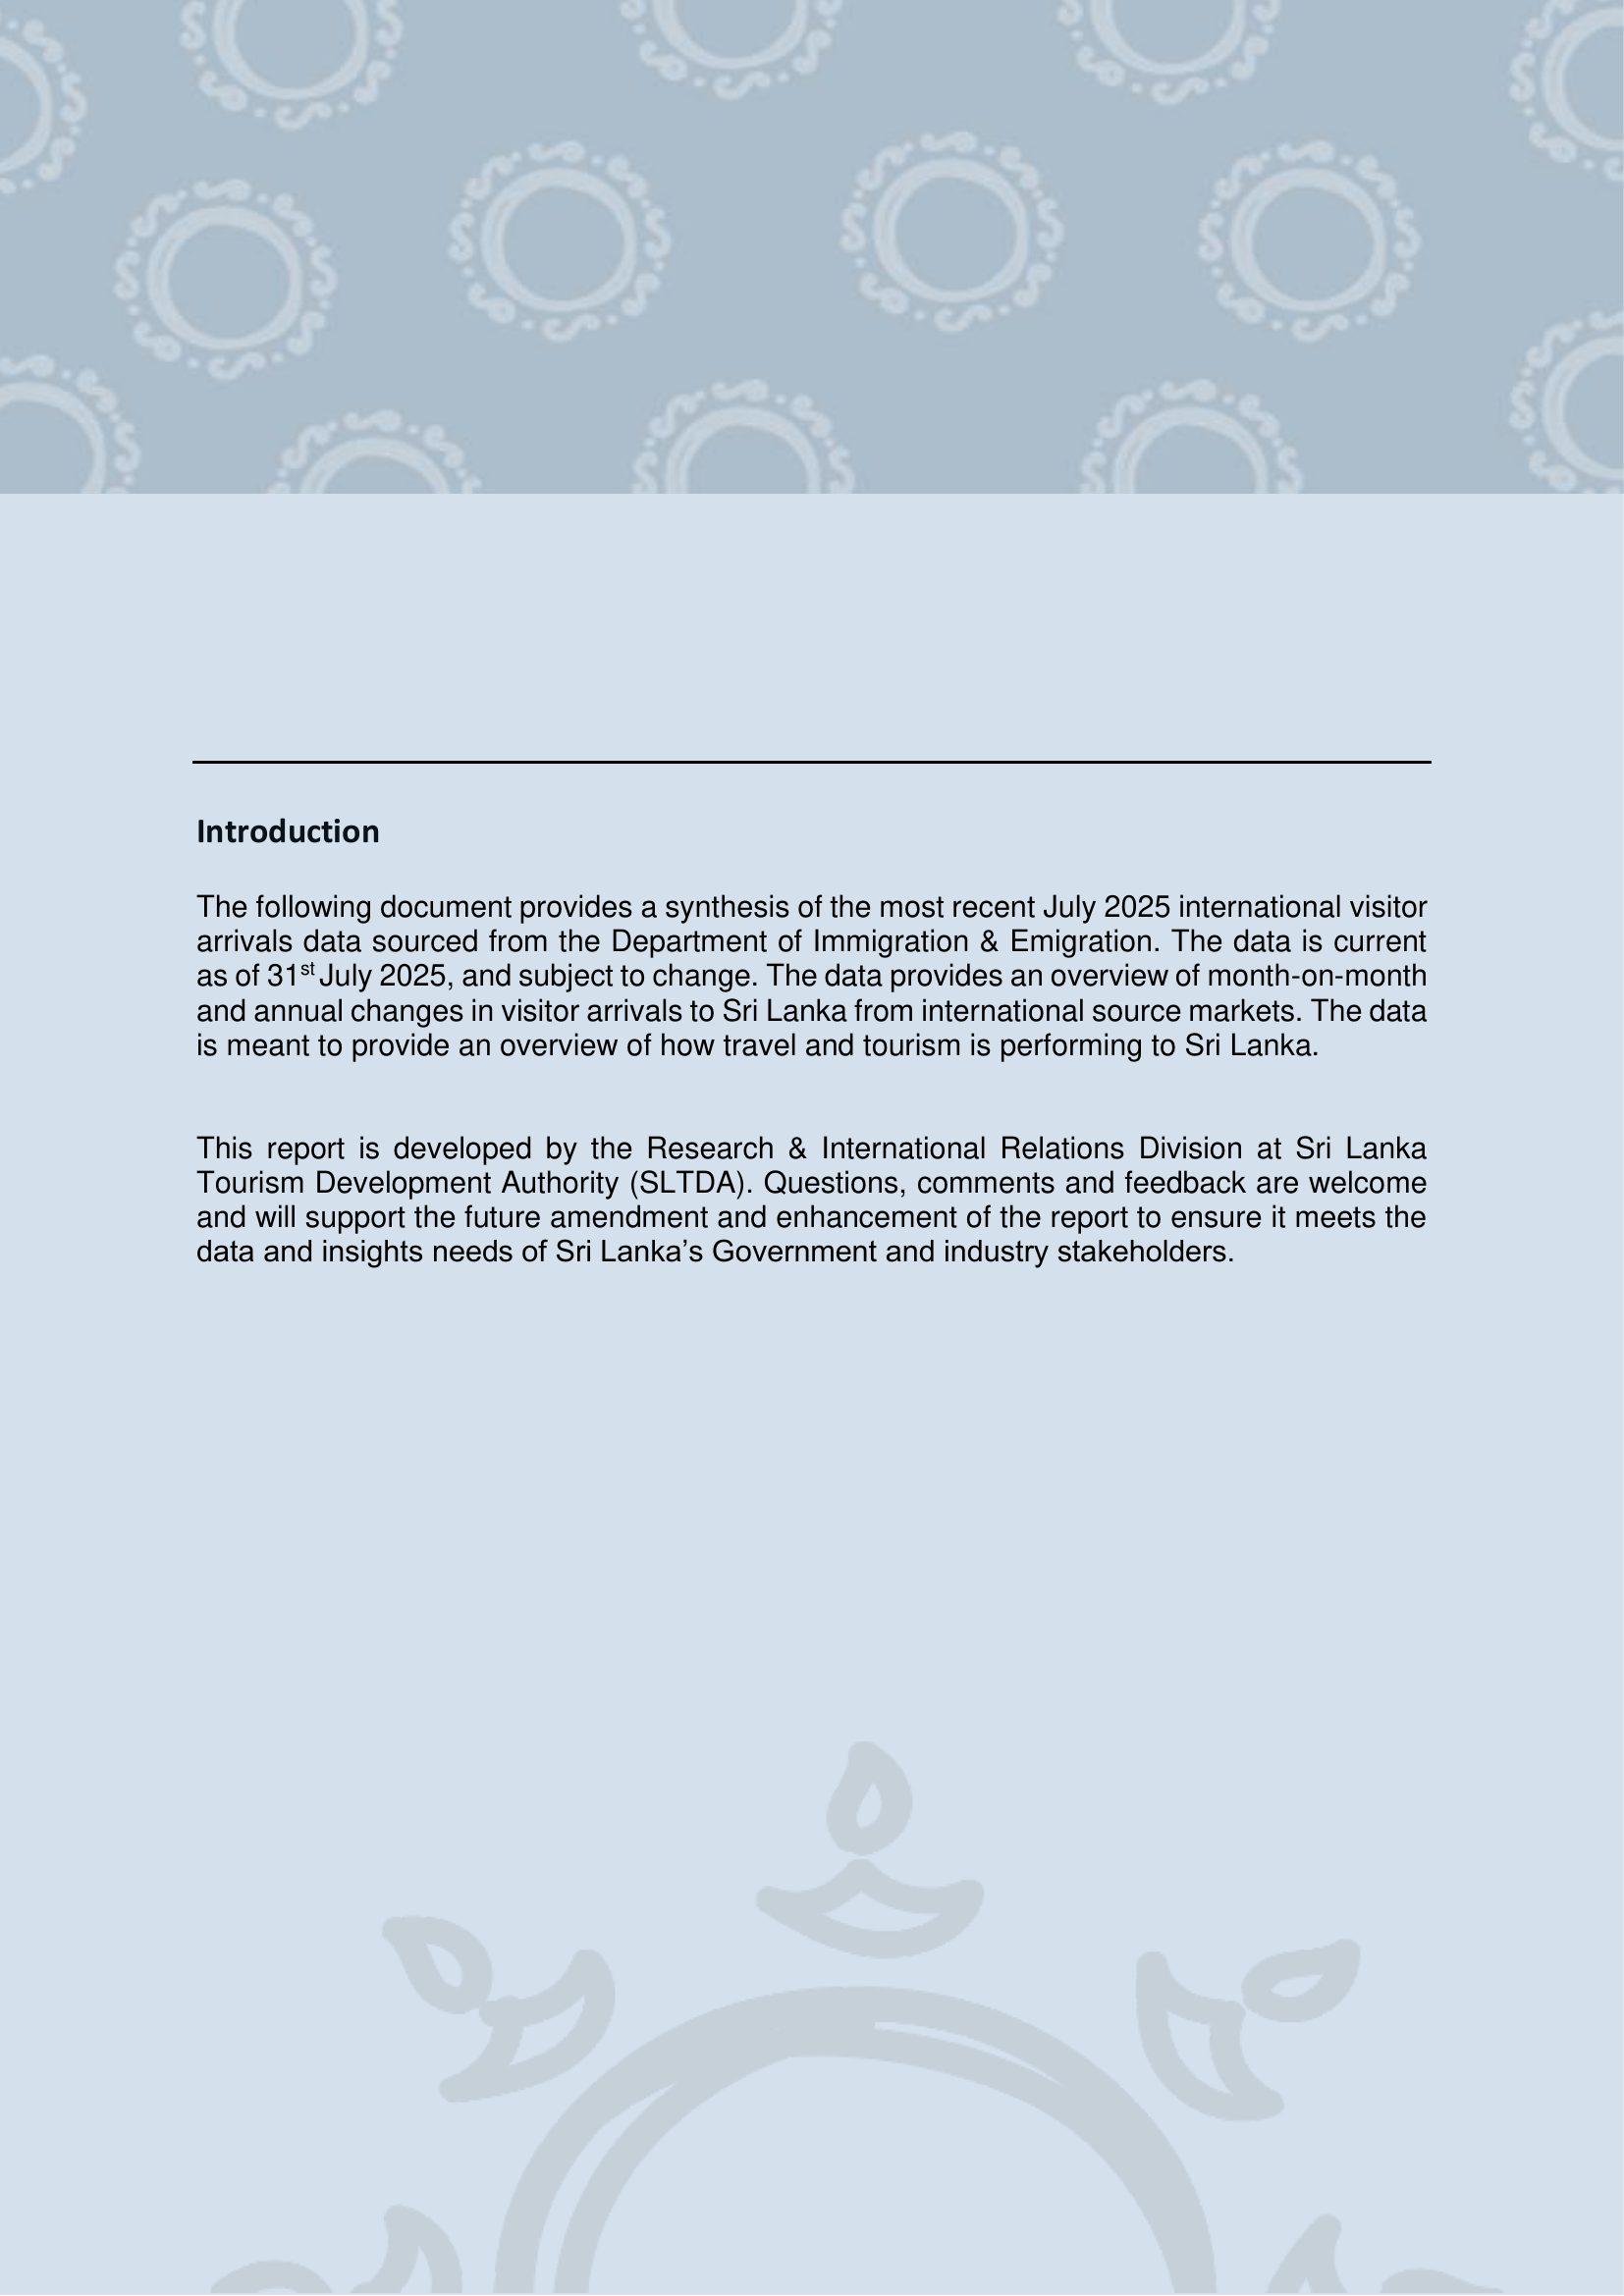 Introduction
The following document provides a synthesis of the most recent July 2025 international visitor
arrivals data sourced from the Department of Immigration & Emigration. The data is current
as of 31st July 2025, and subject to change. The data provides an overview of month-on-month
and annual changes in visitor arrivals to Sri Lanka from international source markets. The data
is meant to provide an overview of how travel and tourism is performing to Sri Lanka.
This report is developed by the Research & International Relations Division at Sri Lanka
Tourism Development Authority (SLTDA). Questions, comments and feedback are welcome
and will support the future amendment and enhancement of the report to ensure it meets the
data and insights needs of Sri Lanka’s Government and industry stakeholders.